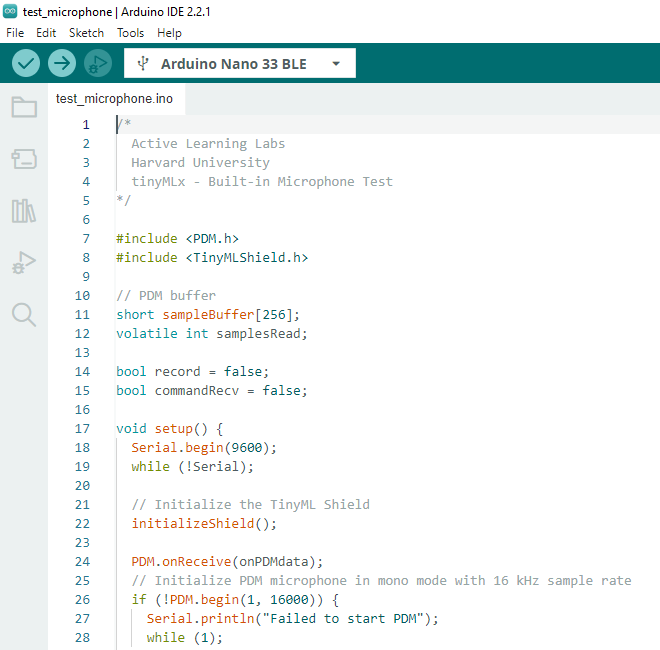 test_microphone | Arduino IDE 2.2.1
File Edit Sketch Tools Help
Arduino Nano 33 BLE
test_microphone.ino
1 /*
2 Active Learning Labs
3 Harvard University
4 tinyMLx - Built-in Microphone Test
5 */
6
7 #include <PDM.h>
8 #include <TinyMLShield.h>
9
10 // PDM buffer
11 short sampleBuffer[256];
12 volatile int samplesRead;
13
14 bool record = false;
15 bool commandRecv = false;
16
17 void setup() {
18 Serial.begin(9600);
19 while (!Serial);
20
21 // Initialize the TinyML Shield
22 initializeShield();
23
24 PDM.onReceive(onPDMdata);
25 // Initialize PDM microphone in mono mode with 16 kHz sample rate
26 if (!PDM.begin(1, 16000)) {
27 Serial.println("Failed to start PDM");
28 while (1);